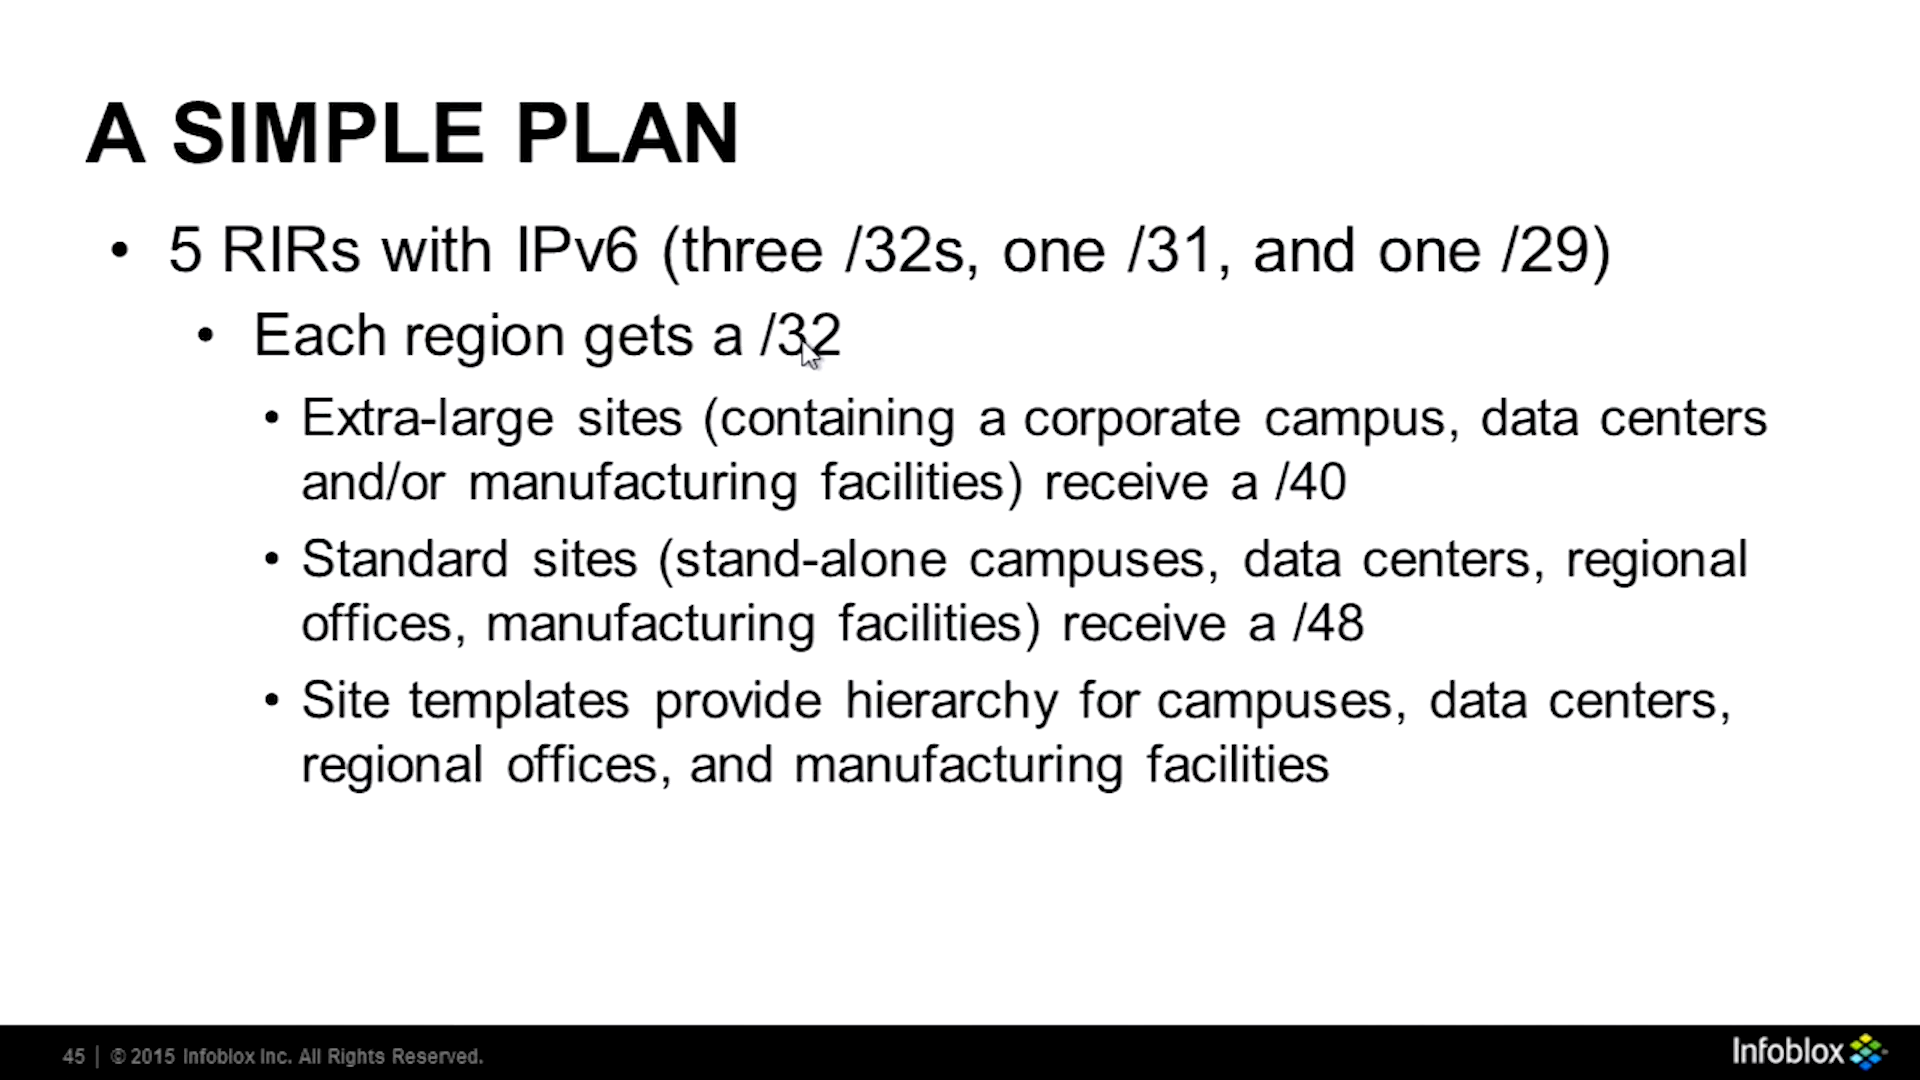 A SIMPLE PLAN
• 5 RIRs with IPv6 (three /32s, one /31, and one /29)
• Each region gets a /32
• Extra-large sites (containing a corporate campus, data centers
and/or manufacturing facilities) receive a /40
• Standard sites (stand-alone campuses, data centers, regional
offices, manufacturing facilities) receive a /48
• Site templates provide hierarchy for campuses, data centers,
regional offices, and manufacturing facilities
45 | © 2015 Infoblox Inc. All Rights Reserved.
Infoblox